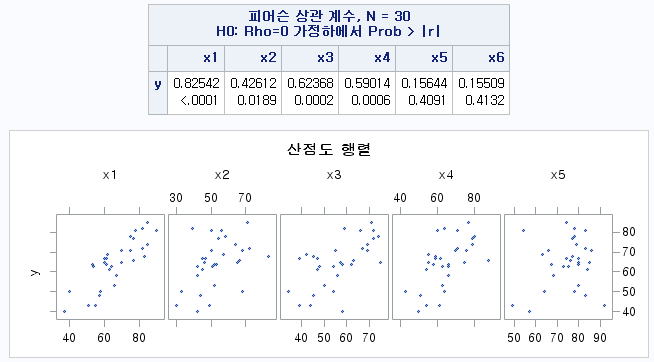 피어슨 상관 계수, N = 30
H0: Rho=0 가정하에서 Prob > |r|
x1 x2 x3 x4 x5 x6
y 0.82542 0.42612 0.62368 0.59014 0.15644 0.15509
<.0001 0.0189 0.0002 0.0006 0.4091 0.4132
산점도 행렬
x1 x2 x3 x4 x5
30 50 70 40 60 80
y
80
70
60
50
40
40 60 80 40 50 60 70 50 60 70 80 90